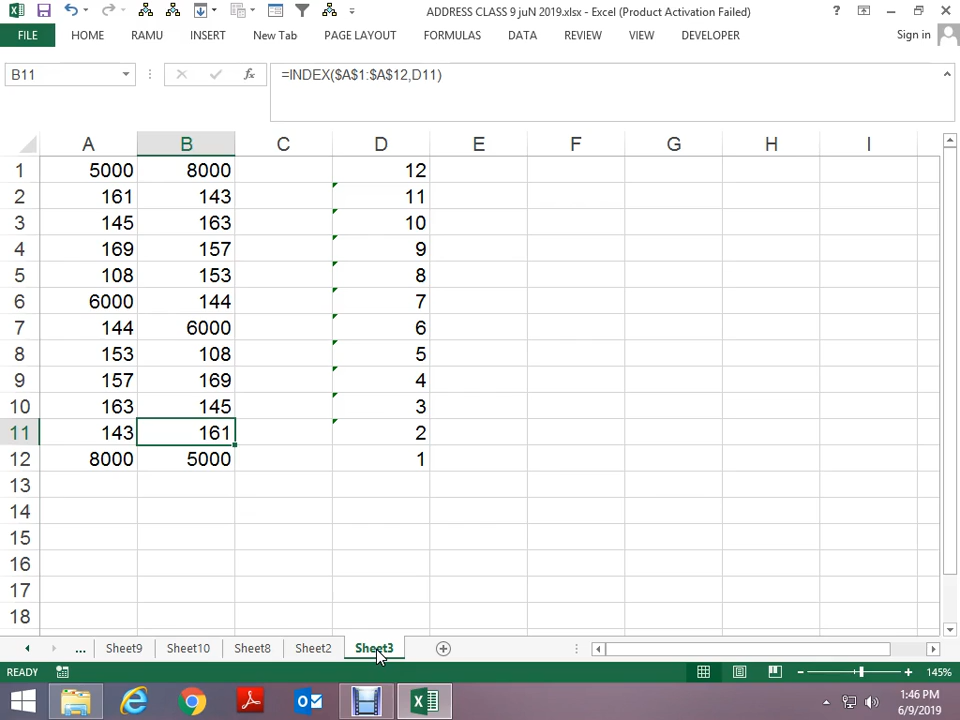 ADDRESS CLASS 9 juN 2019.xlsx - Excel (Product Activation Failed)
FILE HOME RAMU INSERT New Tab PAGE LAYOUT FORMULAS DATA REVIEW VIEW DEVELOPER Sign in
B11 fx =INDEX($A$1:$A$12,D11)
A B C D E F G H I
1 5000 8000 12
2 161 143 11
3 145 163 10
4 169 157 9
5 108 153 8
6 6000 144 7
7 144 6000 6
8 153 108 5
9 157 169 4
10 163 145 3
11 143 161 2
12 8000 5000 1
13
14
15
16
17
18
... Sheet9 Sheet10 Sheet8 Sheet2 Sheet3
READY 145%
1:46 PM
6/9/2019